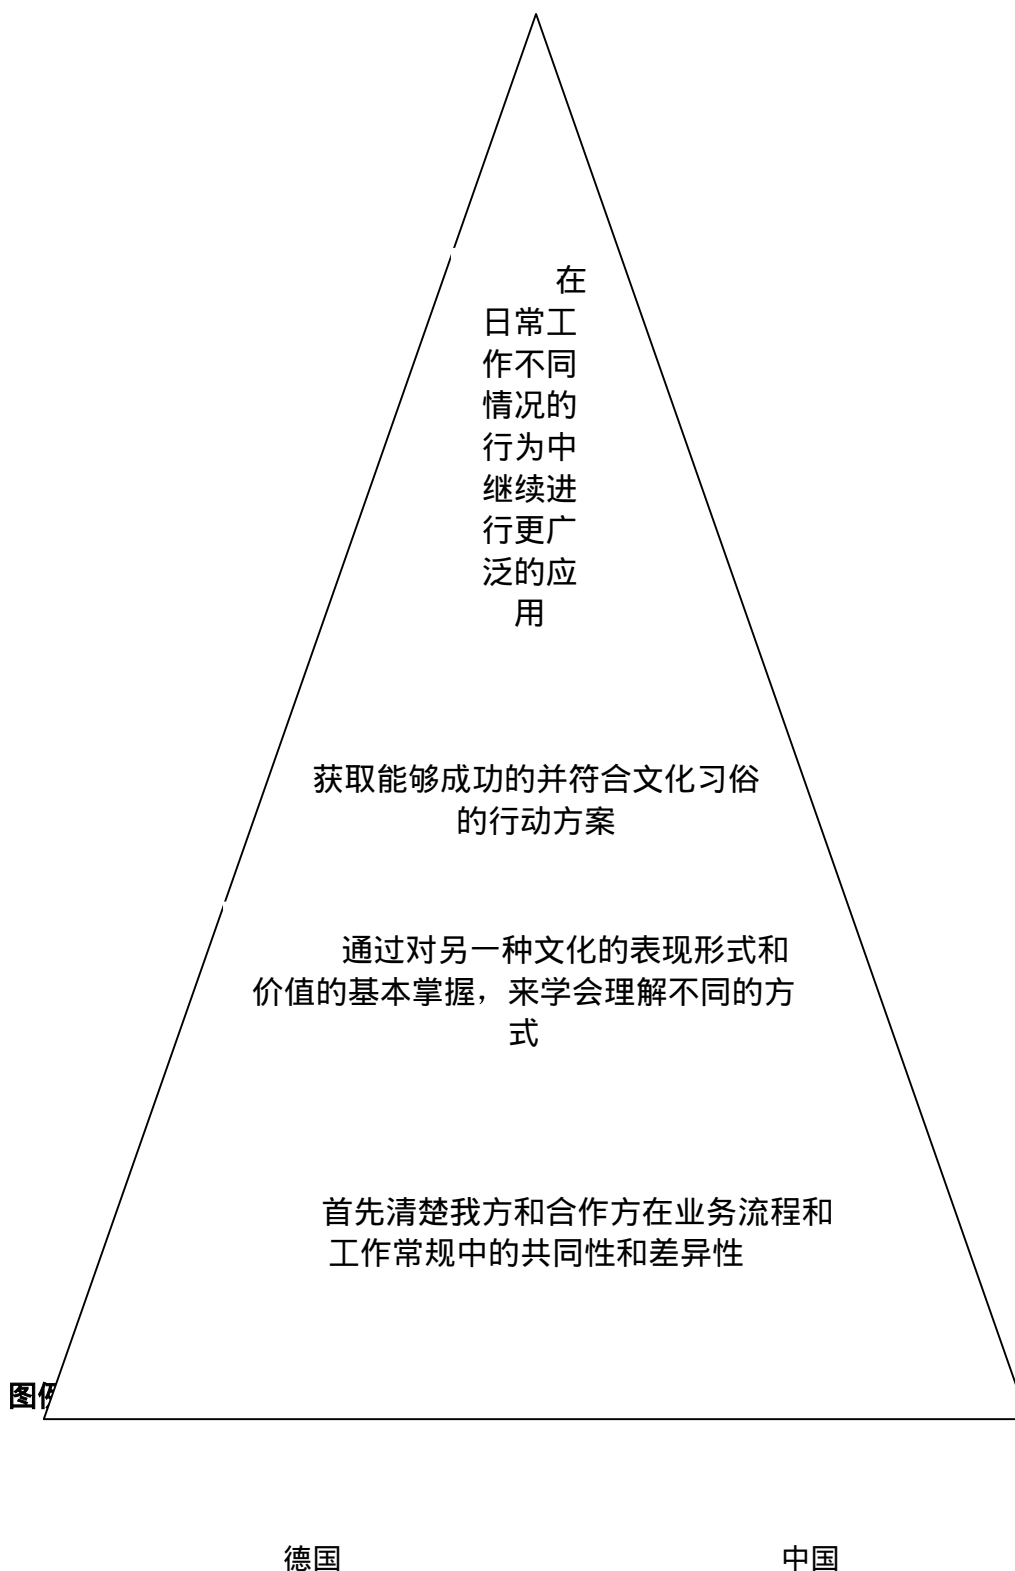 在
日常工
作不同
情况的
行为中
继续进
行更广
泛的应
用
获取能够成功的并符合文化习俗
的行动方案
通过对另一种文化的表现形式和
价值的基本掌握，来学会理解不同的方
式
首先清楚我方和合作方在业务流程和
工作常规中的共同性和差异性
图
德国 中国